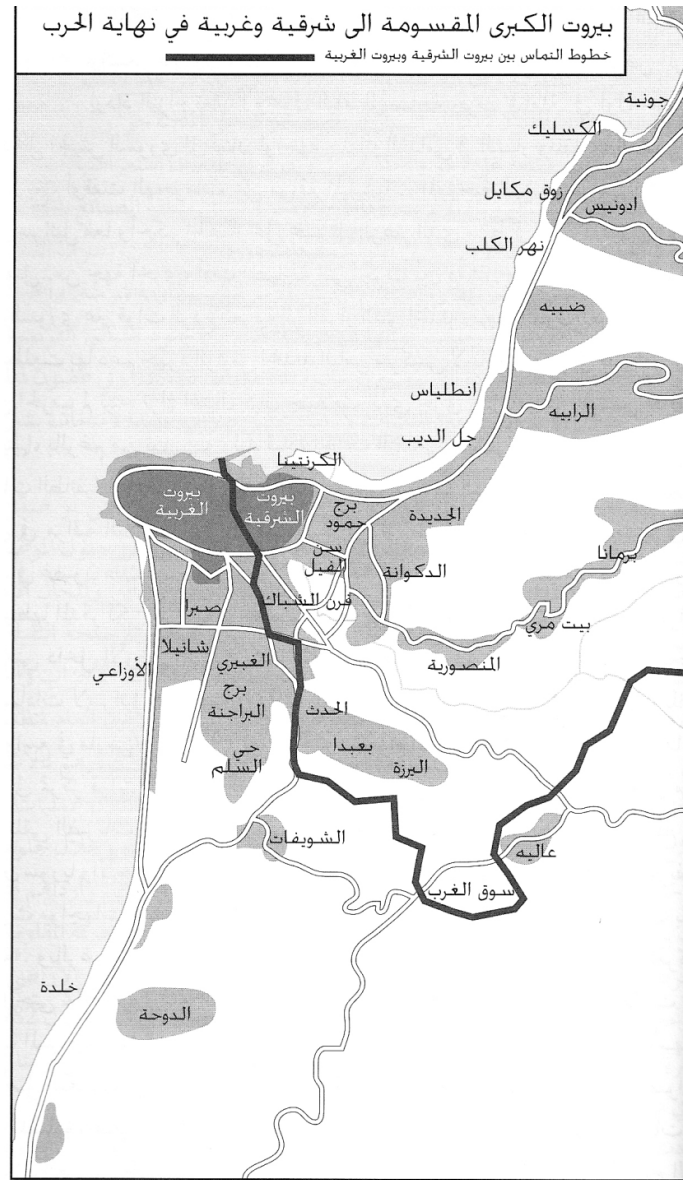 بيروت الكبرى المقسومة الى شرقية وغربية في نهاية الحرب
خطوط التماس بين بيروت الشرقية وبيروت الغربية
جونية
الكسليك
زوق مكايل
ادونيس
نهر الكلب
ضبيه
انطلياس
الرابيه
جل الديب
الكرنتينا
بيروت
الغربية
بيروت
الشرقية
برج
حمود
الجديدة
سن
الفيل
الدكوانة
برمانا
فرن الشباك
صبرا
بيت مري
المنصورية
شاتيلا
الأوزاعي
الغبيري
برج
البراجنة
الحدث
بعبدا
اليرزة
حي
السلم
الشويفات
عاليه
سوق الغرب
خلدة
الدوحة